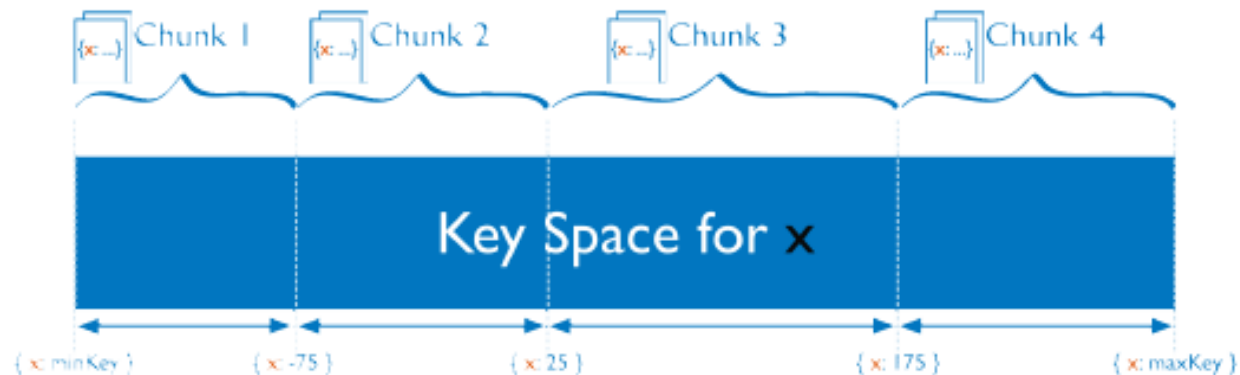 {x: ...} Chunk 1
{x: ...} Chunk 2
{x: ...} Chunk 3
{x: ...} Chunk 4
Key Space for x
{ x: minKey }
{ x: -75 }
{ x: 25 }
{ x: 175 }
{ x: maxKey }